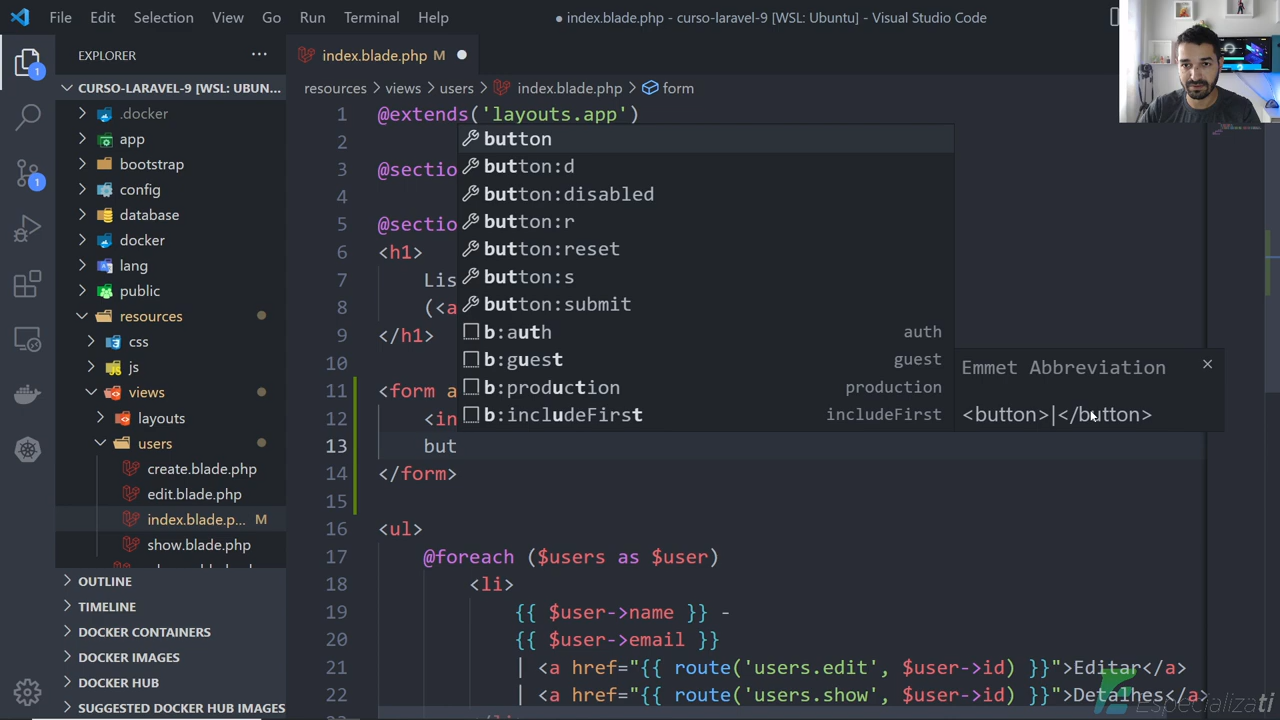 File Edit Selection View Go Run Terminal Help
● index.blade.php - curso-laravel-9 [WSL: Ubuntu] - Visual Studio Code
EXPLORER ···
index.blade.php M ●
CURSO-LARAVEL-9 [WSL: UBUN...
resources > views > users > index.blade.php > form
.docker
app
bootstrap
config
database
docker
lang
public
resources
css
js
views
layouts
users
create.blade.php
edit.blade.php
index.blade.p... M
show.blade.php
OUTLINE
TIMELINE
DOCKER CONTAINERS
DOCKER IMAGES
DOCKER HUB
SUGGESTED DOCKER HUB IMAGES
1
1
1 @extends('layouts.app')
2
3 @sectio
4
5 @sectio
6 <h1>
7 Lis
8 (<a
9 </h1>
10
11 <form a
12 <in
13 but
14 </form>
15
16 <ul>
17 @foreach ($users as $user)
18 <li>
19 {{ $user->name }} -
20 {{ $user->email }}
21 | <a href="{{ route('users.edit', $user->id) }}">Editar</a>
22 | <a href="{{ route('users.show', $user->id) }}">Detalhes</a>
button
button:d
button:disabled
button:r
button:reset
button:s
button:submit
b:auth auth
b:guest guest
b:production production
b:includeFirst includeFirst
Emmet Abbreviation
<button>|</button>
EspecializaTi